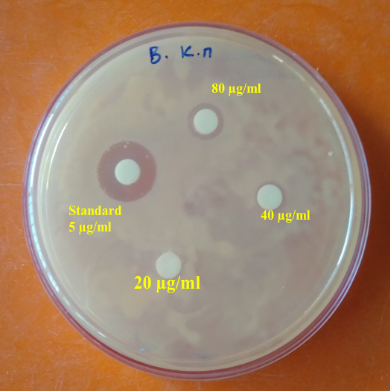 B. K.n
80 µg/ml
Standard
5 µg/ml
40 µg/ml
20 µg/ml